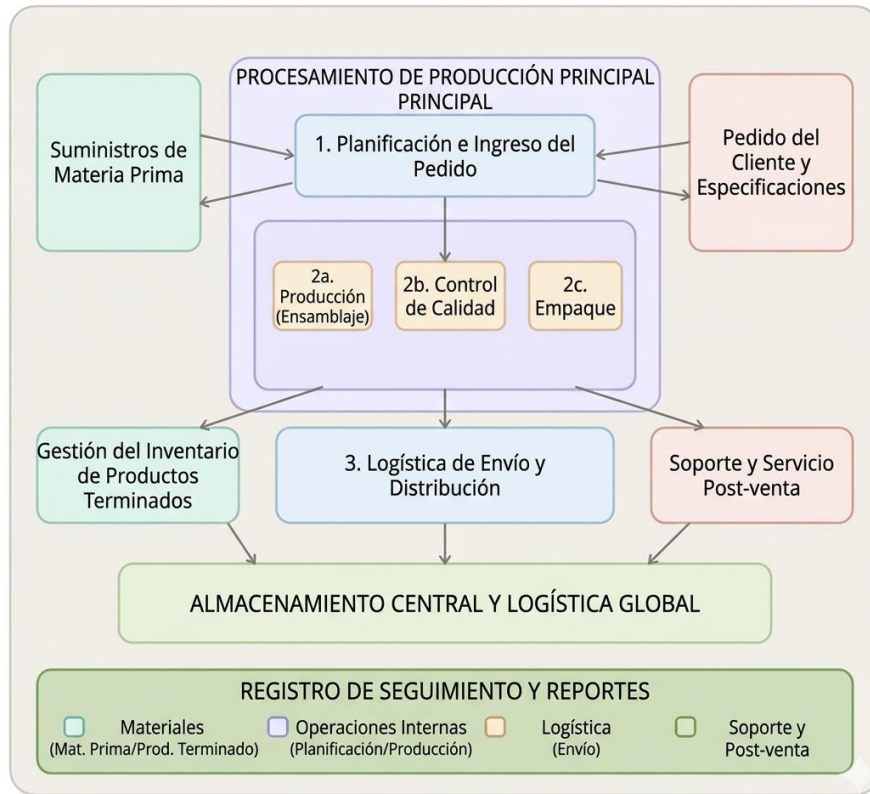 PROCESAMIENTO DE PRODUCCIÓN PRINCIPAL
PRINCIPAL
Suministros de
Materia Prima
1. Planificación e Ingreso del
Pedido
Pedido del
Cliente y
Especificaciones
2a.
Producción
(Ensamblaje)
2b. Control
de Calidad
2c.
Empaque
Gestión del Inventario
de Productos
Terminados
3. Logística de Envío y
Distribución
Soporte y Servicio
Post-venta
ALMACENAMIENTO CENTRAL Y LOGÍSTICA GLOBAL
REGISTRO DE SEGUIMIENTO Y REPORTES
Materiales
(Mat. Prima/Prod. Terminado)
Operaciones Internas
(Planificación/Producción)
Logística
(Envío)
Soporte y
Post-venta